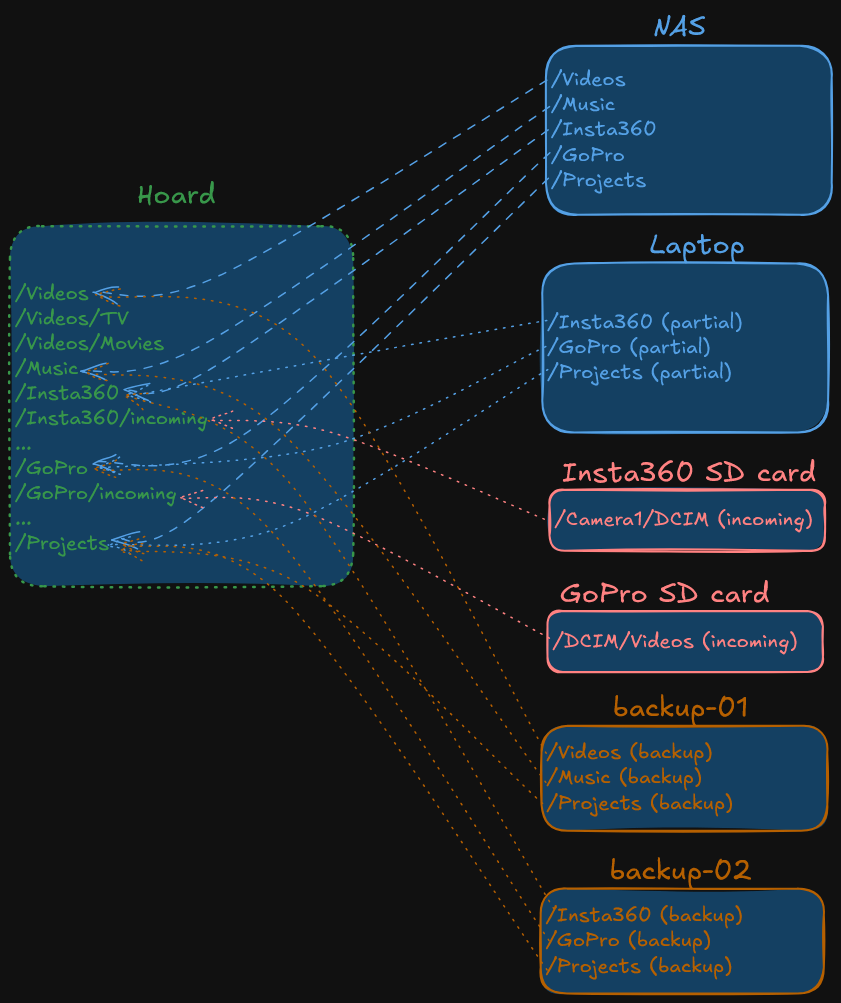 NAS
/Videos
/Music
/Insta360
/GoPro
/Projects
Hoard
/Videos
/Videos/TV
/Videos/Movies
/Music
/Insta360
/Insta360/incoming
...
/GoPro
/GoPro/incoming
...
/Projects
Laptop
/Insta360 (partial)
/GoPro (partial)
/Projects (partial)
Insta360 SD card
/Camera1/DCIM (incoming)
GoPro SD card
/DCIM/Videos (incoming)
backup-01
/Videos (backup)
/Music (backup)
/Projects (backup)
backup-02
/Insta360 (backup)
/GoPro (backup)
/Projects (backup)